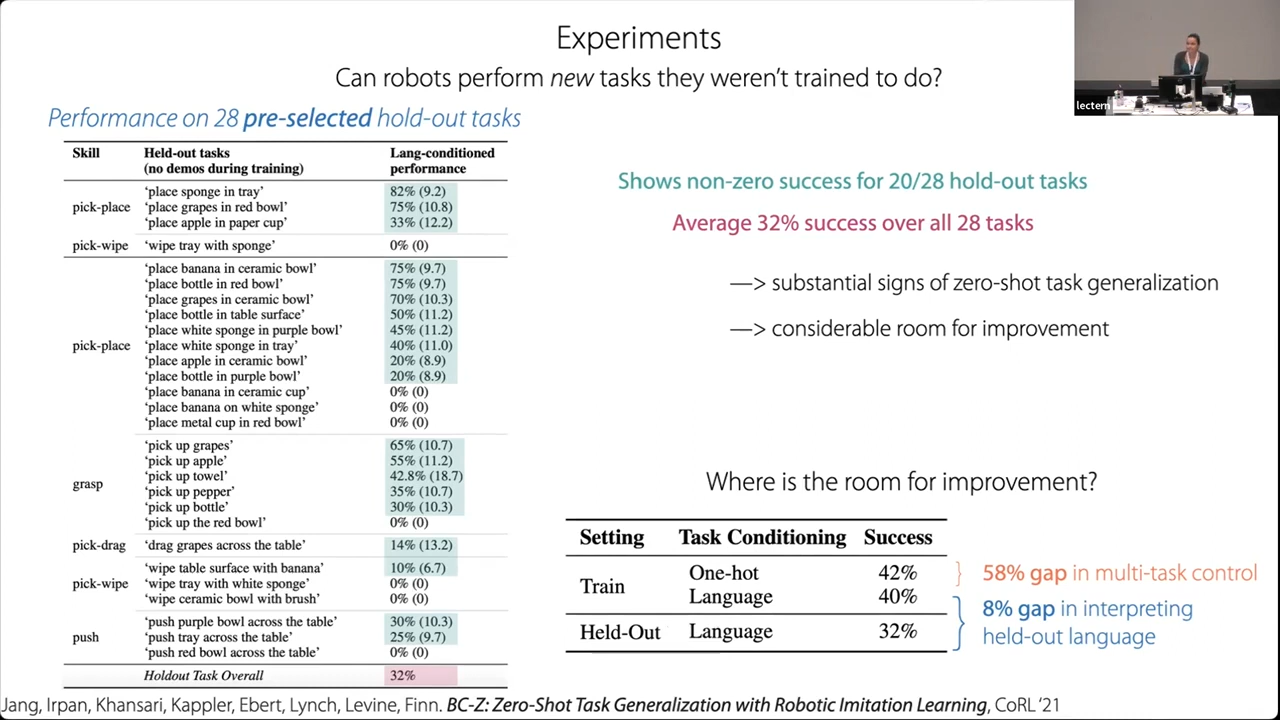 Experiments
Can robots perform new tasks they weren't trained to do?
lectern
Performance on 28 pre-selected hold-out tasks
Skill Held-out tasks (no demos during training) Lang-conditioned performance
pick-place
'place sponge in tray' 82% (9.2)
'place grapes in red bowl' 75% (10.8)
'place apple in paper cup' 33% (12.2)
pick-wipe 'wipe tray with sponge' 0% (0)
pick-place
'place banana in ceramic bowl' 75% (9.7)
'place bottle in red bowl' 75% (9.7)
'place grapes in ceramic bowl' 70% (10.3)
'place bottle in table surface' 50% (11.2)
'place white sponge in purple bowl' 45% (11.2)
'place white sponge in tray' 40% (11.0)
'place apple in ceramic bowl' 20% (8.9)
'place bottle in purple bowl' 20% (8.9)
'place banana in ceramic cup' 0% (0)
'place banana on white sponge' 0% (0)
'place metal cup in red bowl' 0% (0)
grasp
'pick up grapes' 65% (10.7)
'pick up apple' 55% (11.2)
'pick up towel' 42.8% (18.7)
'pick up pepper' 35% (10.7)
'pick up bottle' 30% (10.3)
'pick up the red bowl' 0% (0)
pick-drag 'drag grapes across the table' 14% (13.2)
pick-wipe
'wipe table surface with banana' 10% (6.7)
'wipe tray with white sponge' 0% (0)
'wipe ceramic bowl with brush' 0% (0)
push
'push purple bowl across the table' 30% (10.3)
'push tray across the table' 25% (9.7)
'push red bowl across the table' 0% (0)
Holdout Task Overall 32%
Shows non-zero success for 20/28 hold-out tasks
Average 32% success over all 28 tasks
—> substantial signs of zero-shot task generalization
—> considerable room for improvement
Where is the room for improvement?
Setting Task Conditioning Success
Train
One-hot 42%
Language 40%
Held-Out Language 32%
58% gap in multi-task control
8% gap in interpreting
held-out language
Jang, Irpan, Khansari, Kappler, Ebert, Lynch, Levine, Finn. BC-Z: Zero-Shot Task Generalization with Robotic Imitation Learning, CoRL '21